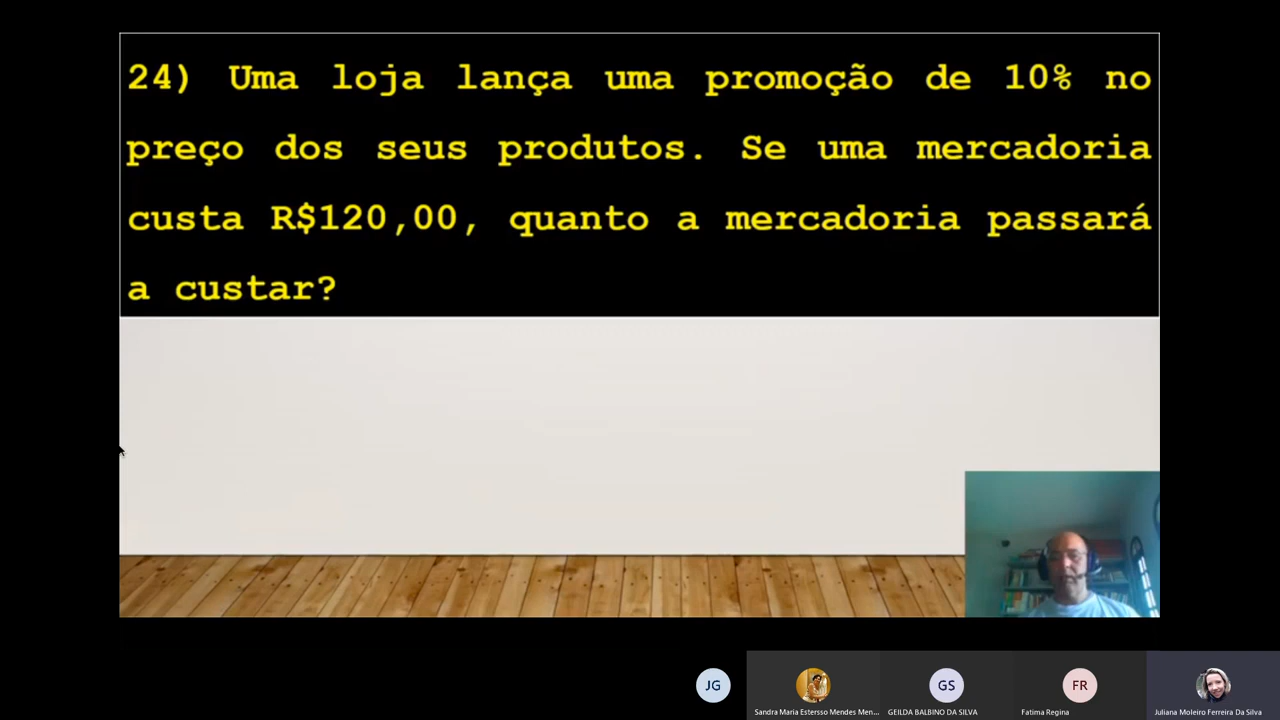 24) Uma loja lança uma promoção de 10% no
preço dos seus produtos. Se uma mercadoria
custa R$120,00, quanto a mercadoria passará
a custar?
JG
GS
FR
Sandra Maria Estersso Mendes Men...
GEILDA BALBINO DA SILVA
Fatima Regina
Juliana Moleiro Ferreira Da Silva